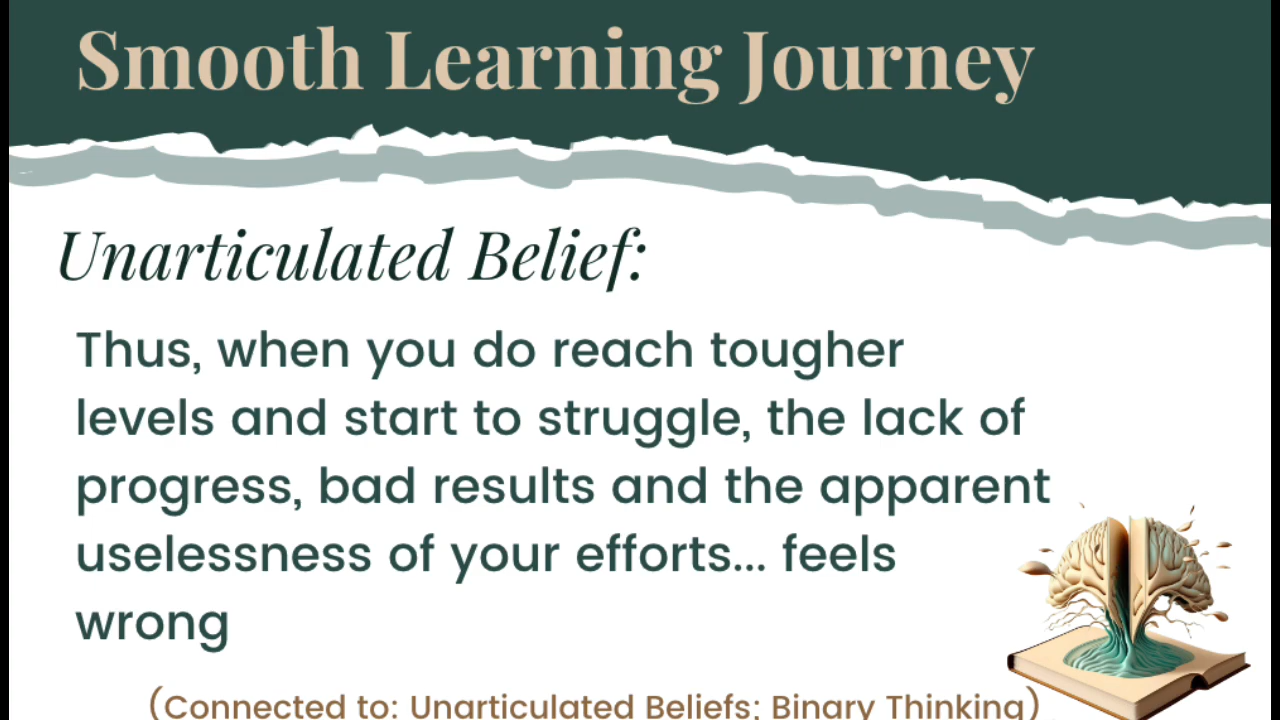 Smooth Learning Journey
Unarticulated Belief:
Thus, when you do reach tougher
levels and start to struggle, the lack of
progress, bad results and the apparent
uselessness of your efforts... feels
wrong
(Connected to: Unarticulated Beliefs; Binary Thinking)